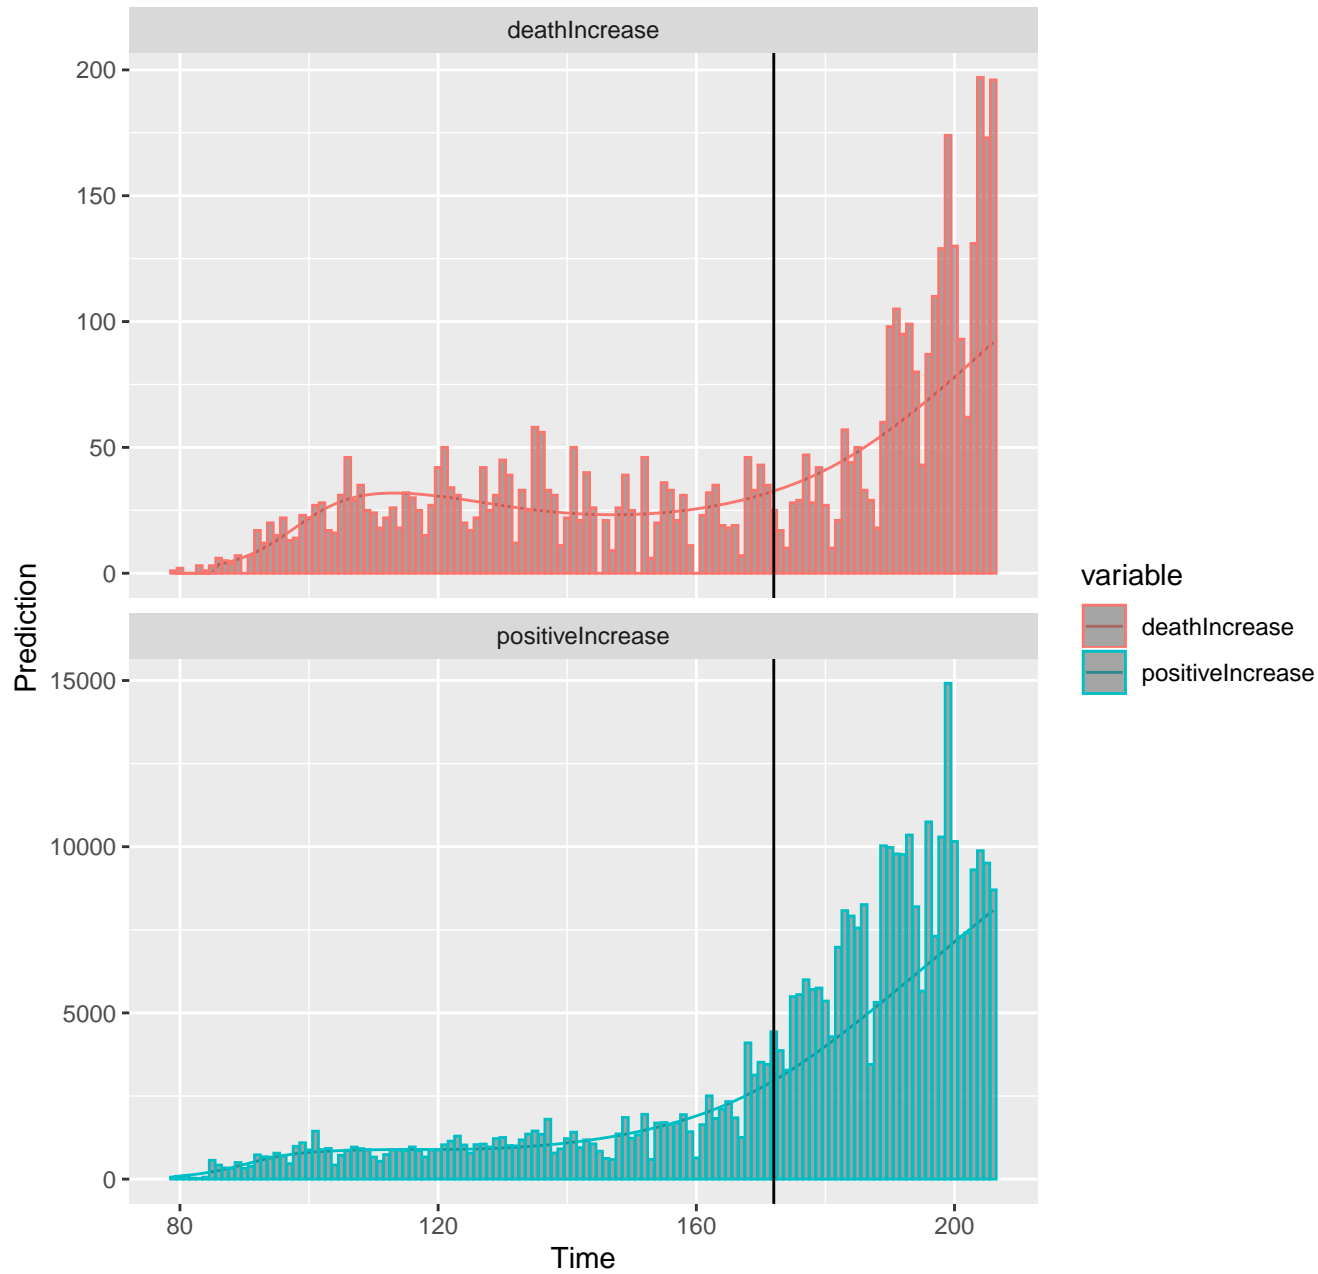 deathIncrease
200
150
100
50
0
positiveIncrease
15000
10000
5000
0
80 120 160 200
Time
Prediction
variable
deathIncrease
positiveIncrease